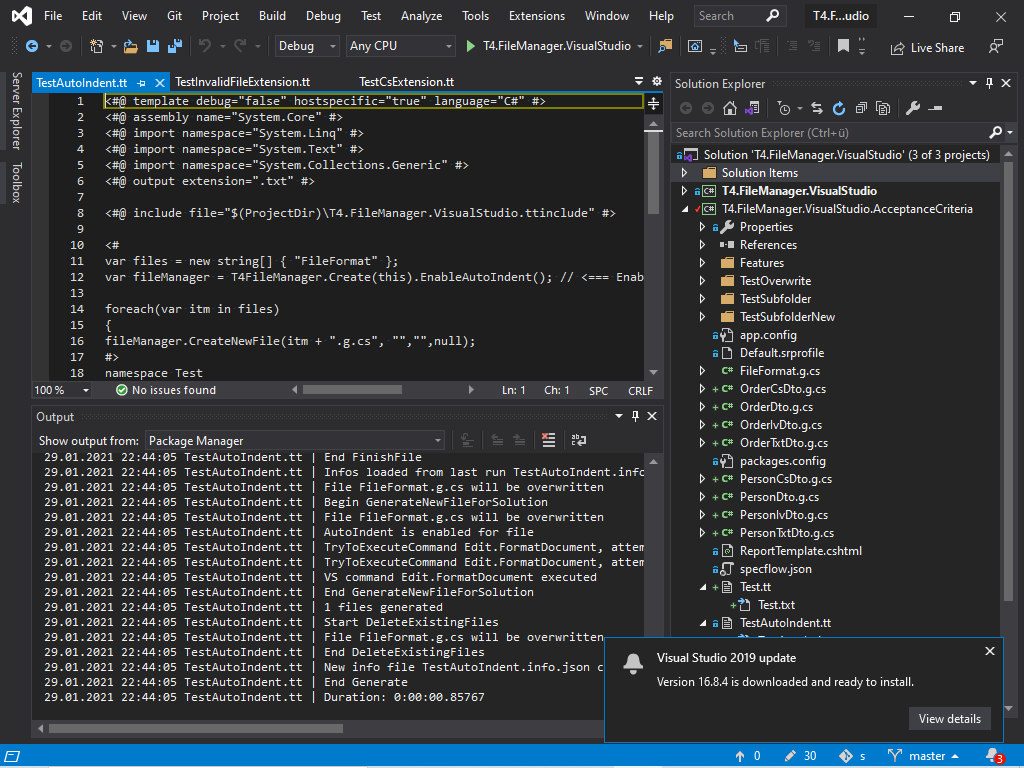 File Edit View Git Project Build Debug Test Analyze Tools Extensions Window Help Search T4.F...udio
Debug Any CPU T4.FileManager.VisualStudio Live Share
Server Explorer
Toolbox
TestAutoIndent.tt TestInvalidFileExtension.tt TestCsExtension.tt
1 <#@ template debug="false" hostspecific="true" language="C#" #>
2 <#@ assembly name="System.Core" #>
3 <#@ import namespace="System.Linq" #>
4 <#@ import namespace="System.Text" #>
5 <#@ import namespace="System.Collections.Generic" #>
6 <#@ output extension=".txt" #>
7
8 <#@ include file="$(ProjectDir)\T4.FileManager.VisualStudio.ttinclude" #>
9
10 <#
11 var files = new string[] { "FileFormat" };
12 var fileManager = T4FileManager.Create(this).EnableAutoIndent(); // <=== Enab
13
14 foreach(var itm in files)
15 {
16 fileManager.CreateNewFile(itm + ".g.cs", "","",null);
17 #>
18 namespace Test
100 % No issues found Ln: 1 Ch: 1 SPC CRLF
Output
Show output from: Package Manager
29.01.2021 22:44:05 TestAutoIndent.tt | End FinishFile
29.01.2021 22:44:05 TestAutoIndent.tt | Infos loaded from last run TestAutoIndent.info
29.01.2021 22:44:05 TestAutoIndent.tt | File FileFormat.g.cs will be overwritten
29.01.2021 22:44:05 TestAutoIndent.tt | Begin GenerateNewFileForSolution
29.01.2021 22:44:05 TestAutoIndent.tt | File FileFormat.g.cs will be overwritten
29.01.2021 22:44:05 TestAutoIndent.tt | AutoIndent is enabled for file
29.01.2021 22:44:05 TestAutoIndent.tt | TryToExecuteCommand Edit.FormatDocument, attem
29.01.2021 22:44:05 TestAutoIndent.tt | TryToExecuteCommand Edit.FormatDocument, attem
29.01.2021 22:44:05 TestAutoIndent.tt | VS command Edit.FormatDocument executed
29.01.2021 22:44:05 TestAutoIndent.tt | End GenerateNewFileForSolution
29.01.2021 22:44:05 TestAutoIndent.tt | 1 files generated
29.01.2021 22:44:05 TestAutoIndent.tt | Start DeleteExistingFiles
29.01.2021 22:44:05 TestAutoIndent.tt | File FileFormat.g.cs will be overwritten
29.01.2021 22:44:05 TestAutoIndent.tt | End DeleteExistingFiles
29.01.2021 22:44:05 TestAutoIndent.tt | New info file TestAutoIndent.info.json c
29.01.2021 22:44:05 TestAutoIndent.tt | End Generate
29.01.2021 22:44:05 TestAutoIndent.tt | Duration: 0:00:00.85767
Solution Explorer
Search Solution Explorer (Ctrl+ü)
Solution 'T4.FileManager.VisualStudio' (3 of 3 projects)
Solution Items
C# T4.FileManager.VisualStudio
C# T4.FileManager.VisualStudio.AcceptanceCriteria
Properties
References
Features
TestOverwrite
TestSubfolder
TestSubfolderNew
app.config
Default.srprofile
C# FileFormat.g.cs
+ C# OrderCsDto.g.cs
+ C# OrderDto.g.cs
+ C# OrderIvDto.g.cs
+ C# OrderTxtDto.g.cs
packages.config
+ C# PersonCsDto.g.cs
+ C# PersonDto.g.cs
+ C# PersonIvDto.g.cs
+ C# PersonTxtDto.g.cs
ReportTemplate.cshtml
specflow.json
+ Test.tt
+ Test.txt
TestAutoIndent.tt
Visual Studio 2019 update
Version 16.8.4 is downloaded and ready to install.
View details
0 30 s master 3